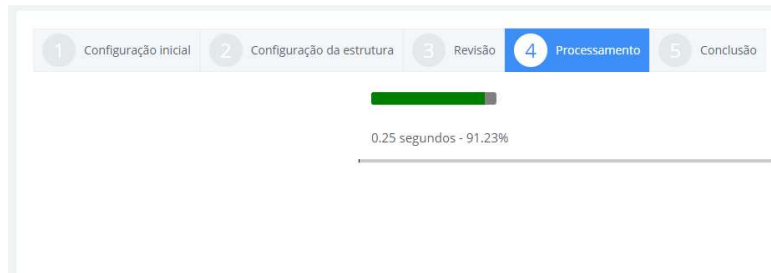 1 Configuração inicial 2 Configuração da estrutura 3 Revisão 4 Processamento 5 Conclusão
0.25 segundos - 91.23%